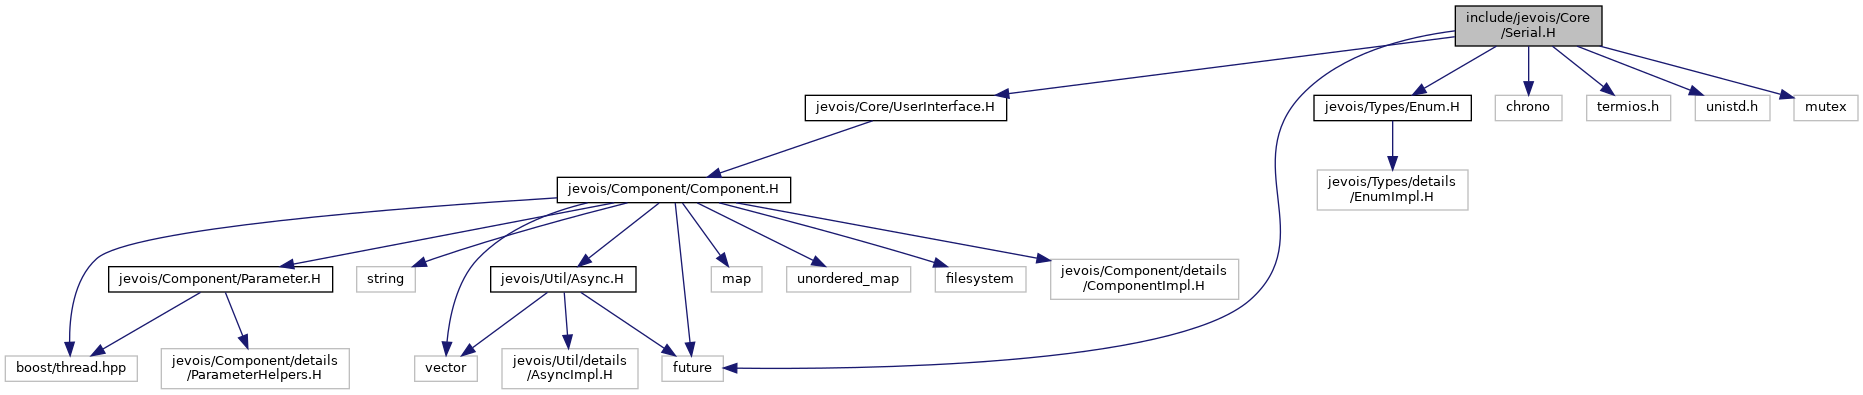 include/jevois/Core
/Serial.H
jevois/Core/UserInterface.H
jevois/Types/Enum.H
chrono
termios.h
unistd.h
mutex
jevois/Component/Component.H
jevois/Types/details
/EnumImpl.H
jevois/Component/Parameter.H
string
jevois/Util/Async.H
map
unordered_map
filesystem
jevois/Component/details
/ComponentImpl.H
boost/thread.hpp
jevois/Component/details
/ParameterHelpers.H
vector
jevois/Util/details
/AsyncImpl.H
future